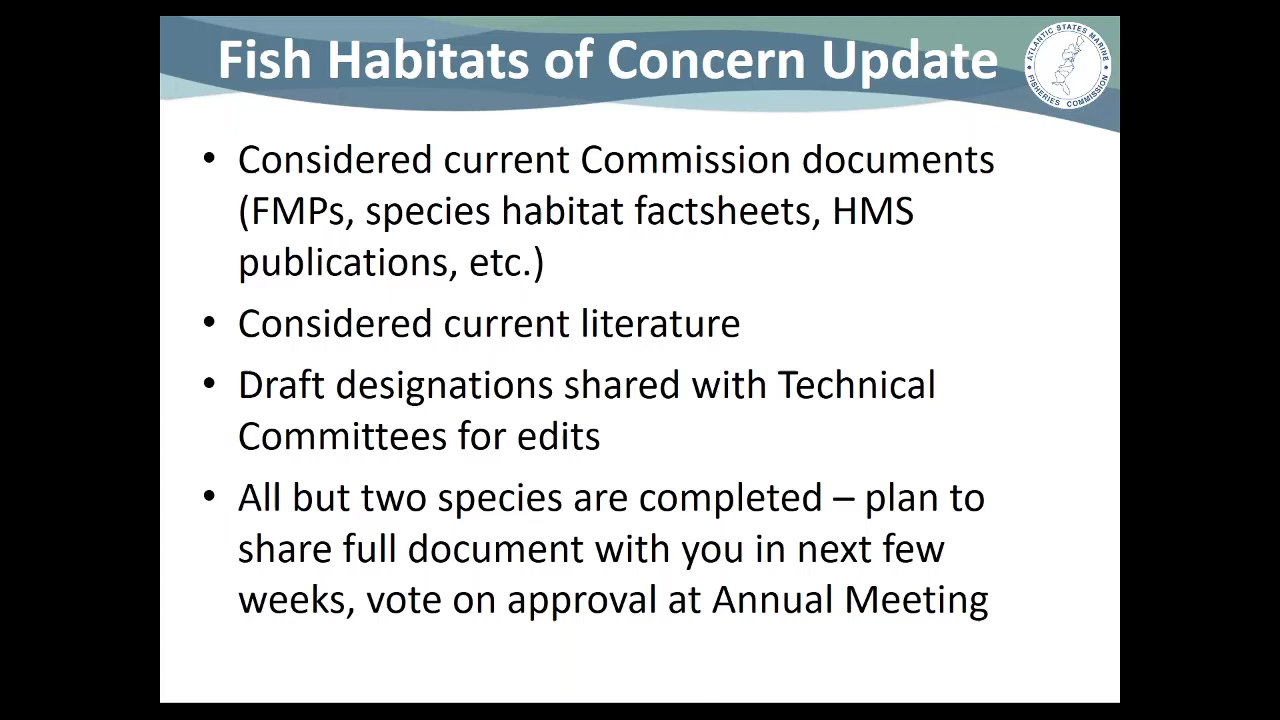 Fish Habitats of Concern Update
ATLANTIC STATES MARINE
FISHERIES COMMISSION
• Considered current Commission documents
(FMPs, species habitat factsheets, HMS
publications, etc.)
• Considered current literature
• Draft designations shared with Technical
Committees for edits
• All but two species are completed – plan to
share full document with you in next few
weeks, vote on approval at Annual Meeting